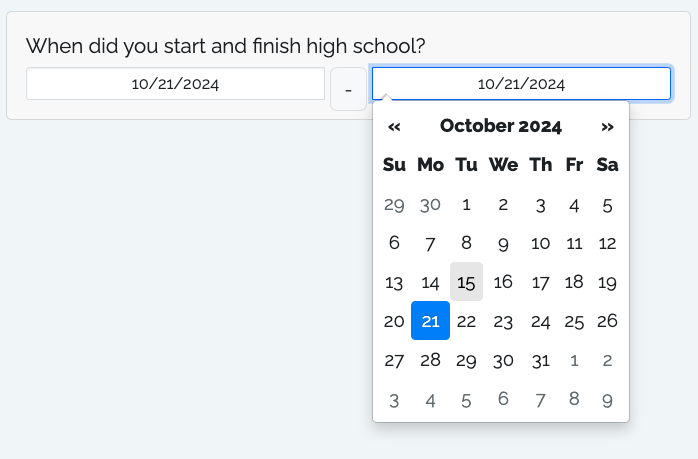 When did you start and finish high school?
10/21/2024 - 10/21/2024
« October 2024 »
Su Mo Tu We Th Fr Sa
29 30 1 2 3 4 5
6 7 8 9 10 11 12
13 14 15 16 17 18 19
20 21 22 23 24 25 26
27 28 29 30 31 1 2
3 4 5 6 7 8 9